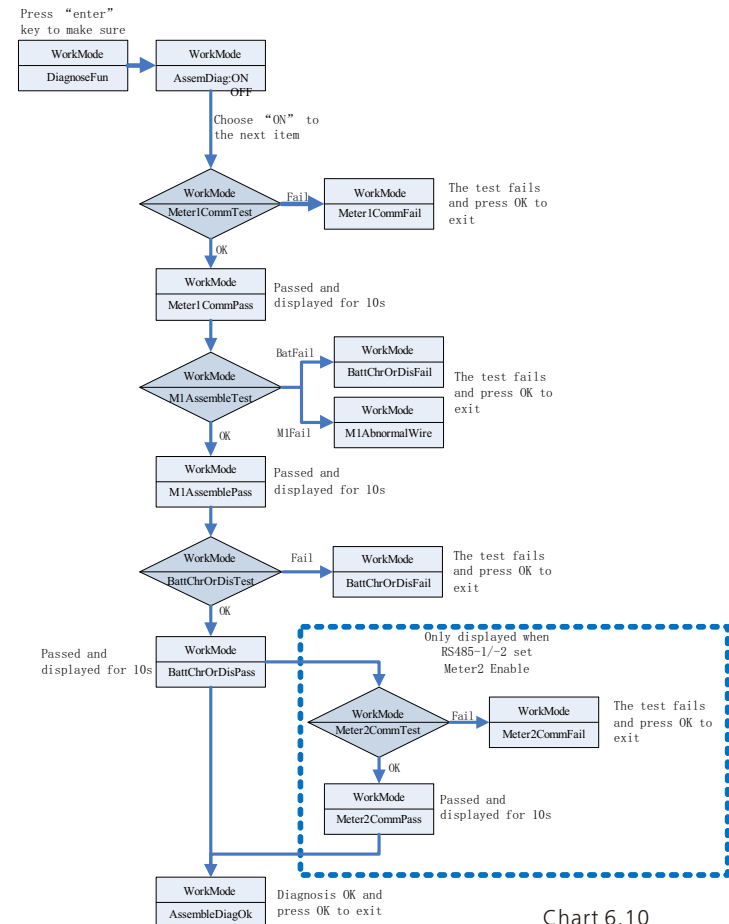 Press “enter”
key to make sure
WorkMode
DiagnoseFun
WorkMode
AssemDiag:ON
OFF
Choose “ON” to
the next item
WorkMode
Meter1CommTest
Fail
WorkMode
Meter1CommFail
The test fails
and press OK to
exit
OK
WorkMode
Meter1CommPass
Passed and
displayed for 10s
WorkMode
M1AssembleTest
BatFail
WorkMode
BattChrOrDisFail
M1Fail
WorkMode
M1AbnormalWire
The test fails
and press OK to
exit
OK
WorkMode
M1AssemblePass
Passed and
displayed for 10s
WorkMode
BattChrOrDisTest
Fail
WorkMode
BattChrOrDisFail
The test fails
and press OK to
exit
OK
Passed and
displayed for 10s
WorkMode
BattChrOrDisPass
Only displayed when
RS485-1/-2 set
Meter2 Enable
WorkMode
Meter2CommTest
Fail
WorkMode
Meter2CommFail
The test fails
and press OK to
exit
OK
WorkMode
Meter2CommPass
Passed and
displayed for 10s
WorkMode
AssembleDiagOk
Diagnosis OK and
press OK to exit
Chart 6.10